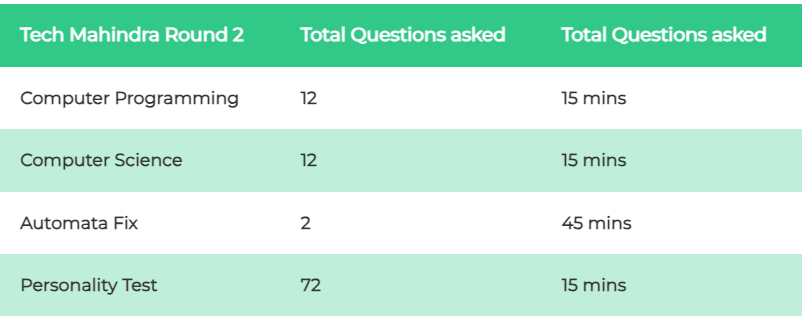 Tech Mahindra Round 2 Total Questions asked Total Questions asked
Computer Programming 12 15 mins
Computer Science 12 15 mins
Automata Fix 2 45 mins
Personality Test 72 15 mins